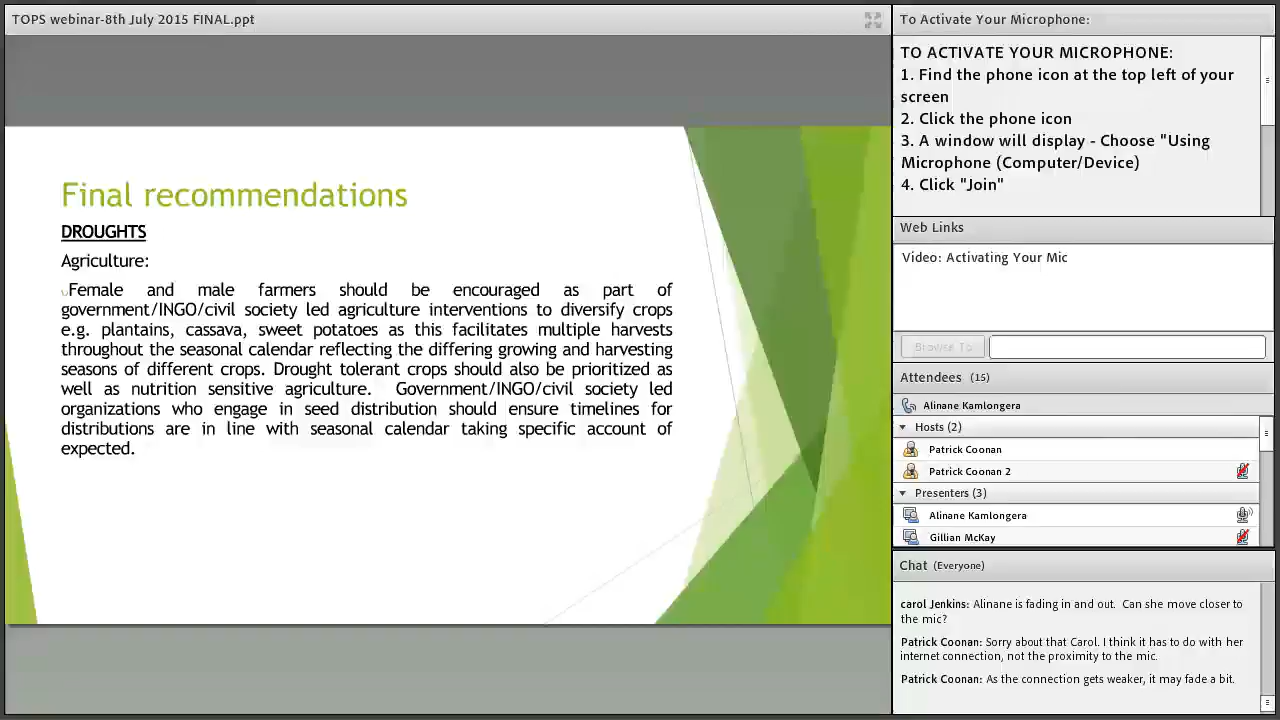 TOPS webinar-8th July 2015 FINAL.ppt
Final recommendations
DROUGHTS
Agriculture:
Female and male farmers should be encouraged as part of
government/INGO/civil society led agriculture interventions to diversify crops
e.g. plantains, cassava, sweet potatoes as this facilitates multiple harvests
throughout the seasonal calendar reflecting the differing growing and harvesting
seasons of different crops. Drought tolerant crops should also be prioritized as
well as nutrition sensitive agriculture. Government/INGO/civil society led
organizations who engage in seed distribution should ensure timelines for
distributions are in line with seasonal calendar taking specific account of
expected.
To Activate Your Microphone:
TO ACTIVATE YOUR MICROPHONE:
1. Find the phone icon at the top left of your
screen
2. Click the phone icon
3. A window will display - Choose "Using
Microphone (Computer/Device)
4. Click "Join"
Web Links
Video: Activating Your Mic
Browse To
Attendees (15)
Alinane Kamlongera
Hosts (2)
Patrick Coonan
Patrick Coonan 2
Presenters (3)
Alinane Kamlongera
Gillian McKay
Chat (Everyone)
carol Jenkins: Alinane is fading in and out. Can she move closer to
the mic?
Patrick Coonan: Sorry about that Carol. I think it has to do with her
internet connection, not the proximity to the mic.
Patrick Coonan: As the connection gets weaker, it may fade a bit.